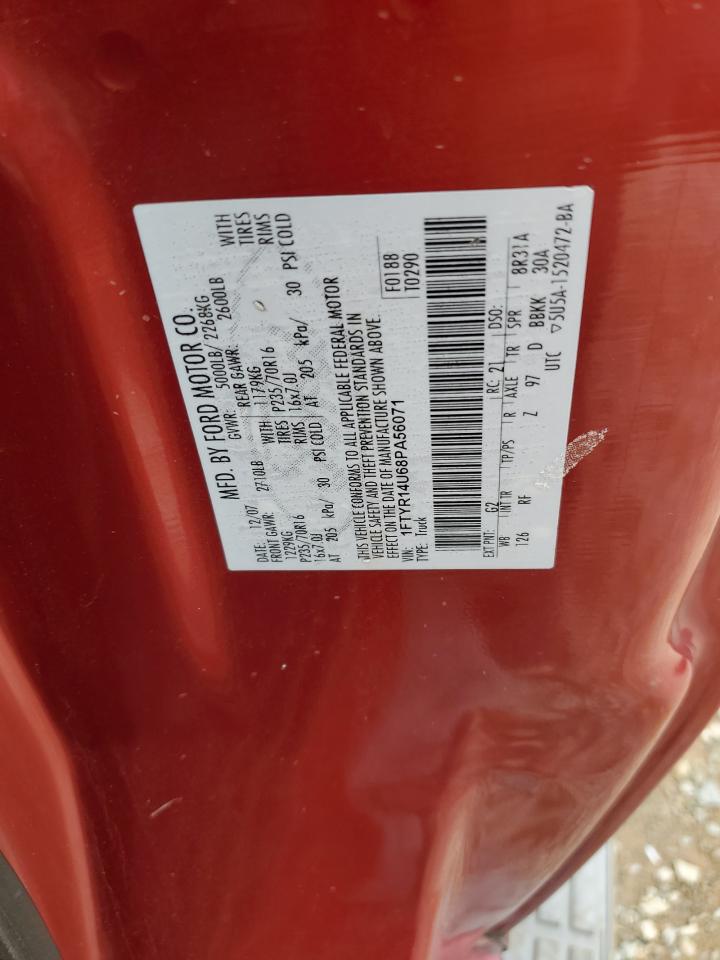 MFD. BY FORD MOTOR CO.
DATE: 12/07 GVWR: 5000LB/ 2268KG
FRONT GAWR: 2710LB REAR GAWR: 2600LB
1229KG WITH 1179KG WITH
P235/70R16 TIRES P235/70R16 TIRES
16x7.0J RIMS 16x7.0J RIMS
AT 205 kPa/ 30 PSI COLD AT 205 kPa/ 30 PSI COLD
THIS VEHICLE CONFORMS TO ALL APPLICABLE FEDERAL MOTOR
VEHICLE SAFETY AND THEFT PREVENTION STANDARDS IN
EFFECT ON THE DATE OF MANUFACTURE SHOWN ABOVE.
VIN: 1FTYR14U68PA56071 F0188
TYPE: Truck T0290
EXT PNT: G2 RC: 21 DSO:
WB INT TR TP/PS R AXLE TR SPR 8R31A
126 RF Z 97 D BBKK 30A
UTC ▽5U5A-1520472-BA